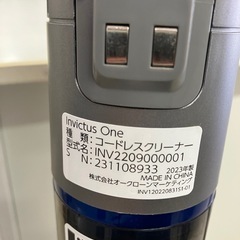 Invictus One
種　類：コードレスクリーナー
型式名：INV2209000001
S　N：231108933
2023年製
MADE IN CHINA
株式会社オークローンマーケティング
INV12022083151-01